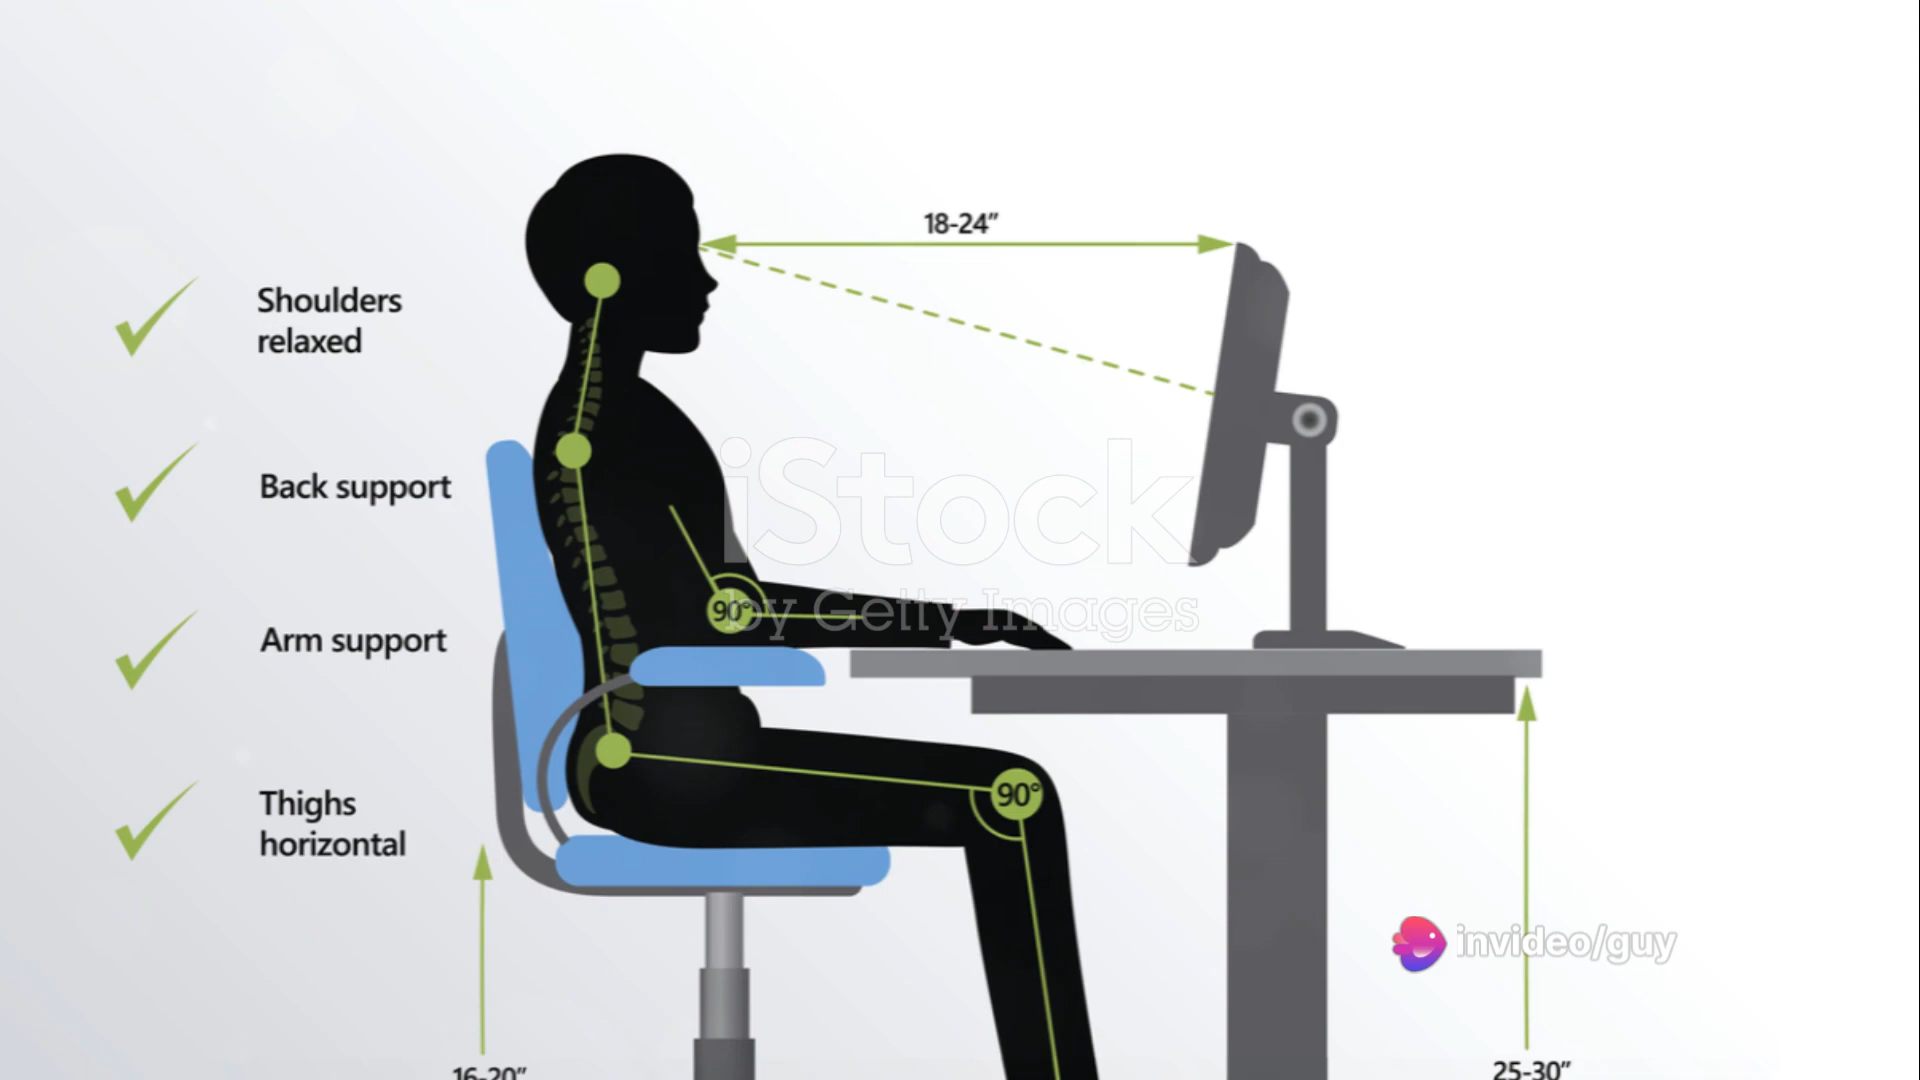 18-24”
Shoulders
relaxed
Back support
Arm support
Thighs
horizontal
90°
90°
iStock
by Getty Images
invideo/guy
16-20”
25-30”